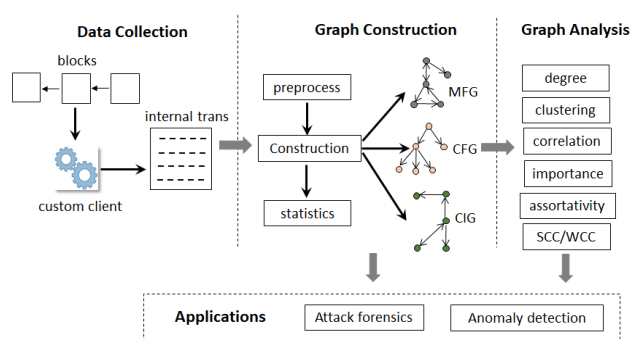 Data Collection
blocks
internal trans
custom client
Graph Construction
preprocess
Construction
statistics
MFG
CFG
CIG
Graph Analysis
degree
clustering
correlation
importance
assortativity
SCC/WCC
Applications
Attack forensics
Anomaly detection